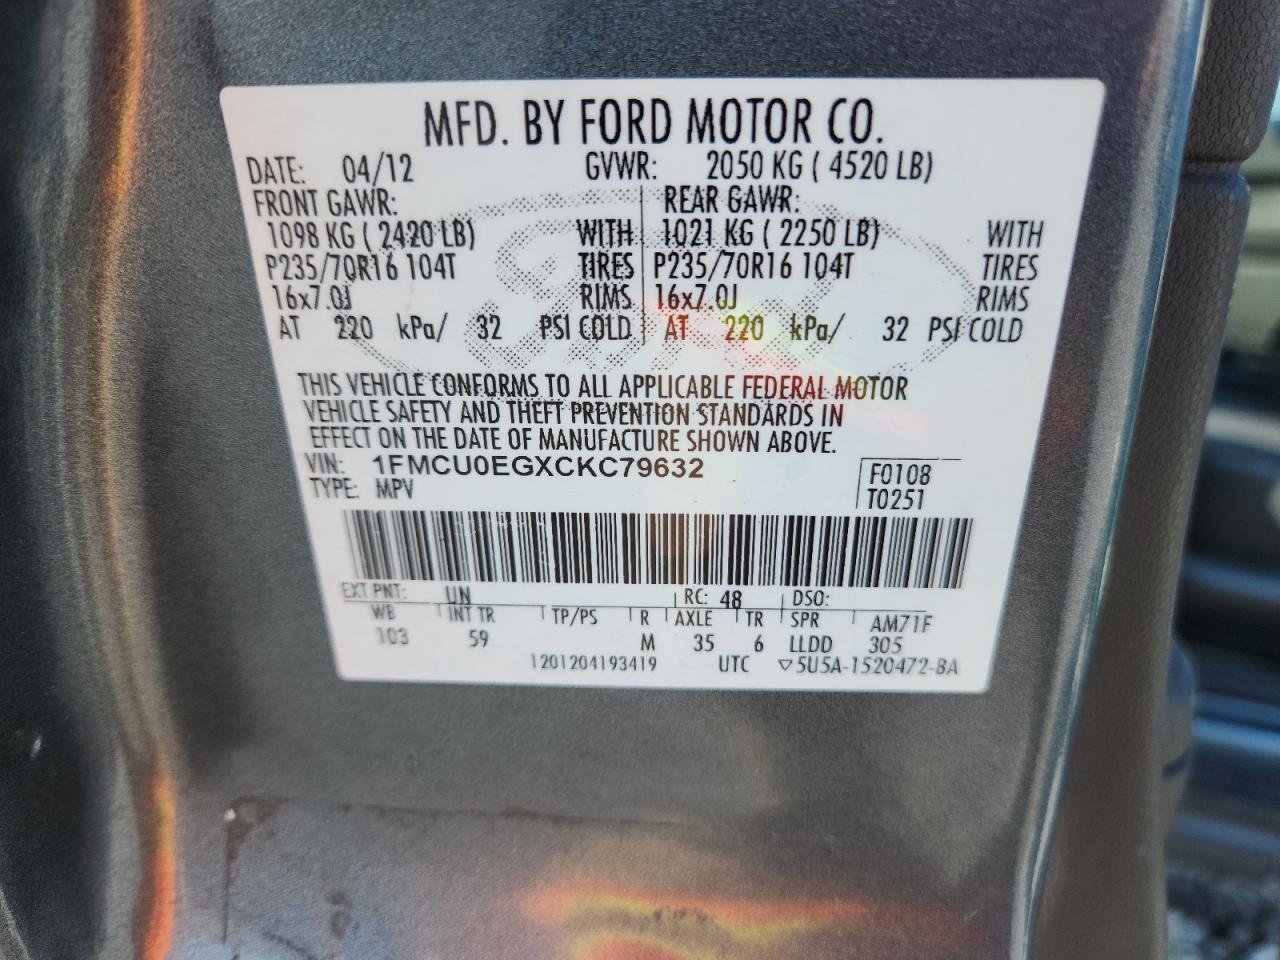 MFD. BY FORD MOTOR CO.
DATE: 04/12 GVWR: 2050 KG ( 4520 LB)
FRONT GAWR: REAR GAWR:
1098 KG ( 2420 LB) WITH 1021 KG ( 2250 LB) WITH
P235/70R16 104T TIRES P235/70R16 104T TIRES
16x7.0J RIMS 16x7.0J RIMS
AT 220 kPa/ 32 PSI COLD AT 220 kPa/ 32 PSI COLD
THIS VEHICLE CONFORMS TO ALL APPLICABLE FEDERAL MOTOR
VEHICLE SAFETY AND THEFT PREVENTION STANDARDS IN
EFFECT ON THE DATE OF MANUFACTURE SHOWN ABOVE.
VIN: 1FMCU0EGXCKC79632 F0108
TYPE: MPV T0251
EXT PNT: UN RC: 48 DSO:
WB INT TR TP/PS R AXLE TR SPR AM71F
103 59 M 35 6 LLDD 305
1201204193419 UTC ▽5U5A-1520472-BA